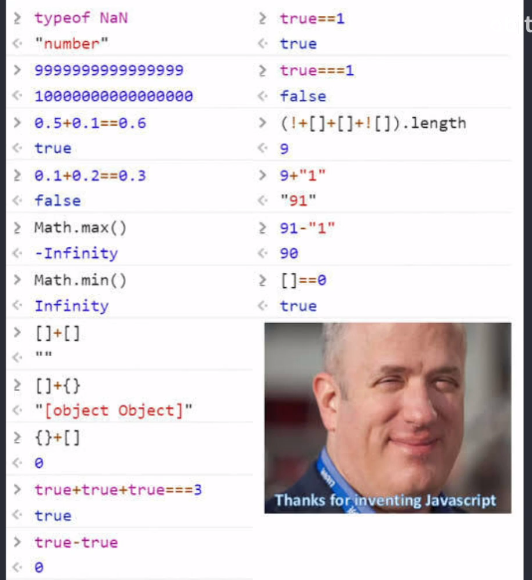 typeof NaN
"number"
9999999999999999
10000000000000000
0.5+0.1==0.6
true
0.1+0.2==0.3
false
Math.max()
-Infinity
Math.min()
Infinity
[]+[]
""
[]+{}
"[object Object]"
{}+[]
0
true+true+true===3
true
true-true
0
true==1
true
true===1
false
(!+[]+[]+![]).length
9
9+"1"
"91"
91-"1"
90
[]==0
true
Thanks for inventing Javascript
t